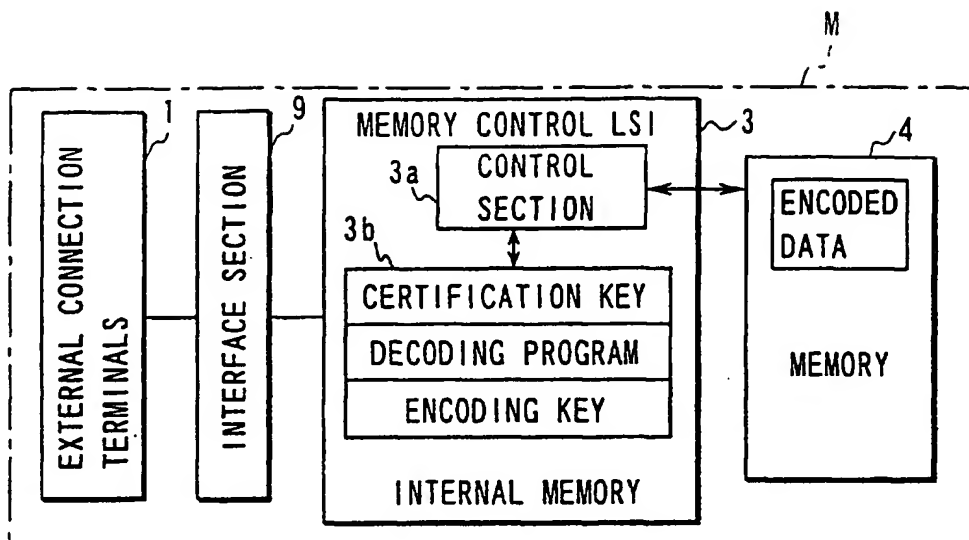 M
1
EXTERNAL CONNECTION
TERMINALS
9
INTERFACE SECTION
MEMORY CONTROL LSI
3
3a
CONTROL
SECTION
3b
CERTIFICATION KEY
DECODING PROGRAM
ENCODING KEY
INTERNAL MEMORY
4
ENCODED
DATA
MEMORY